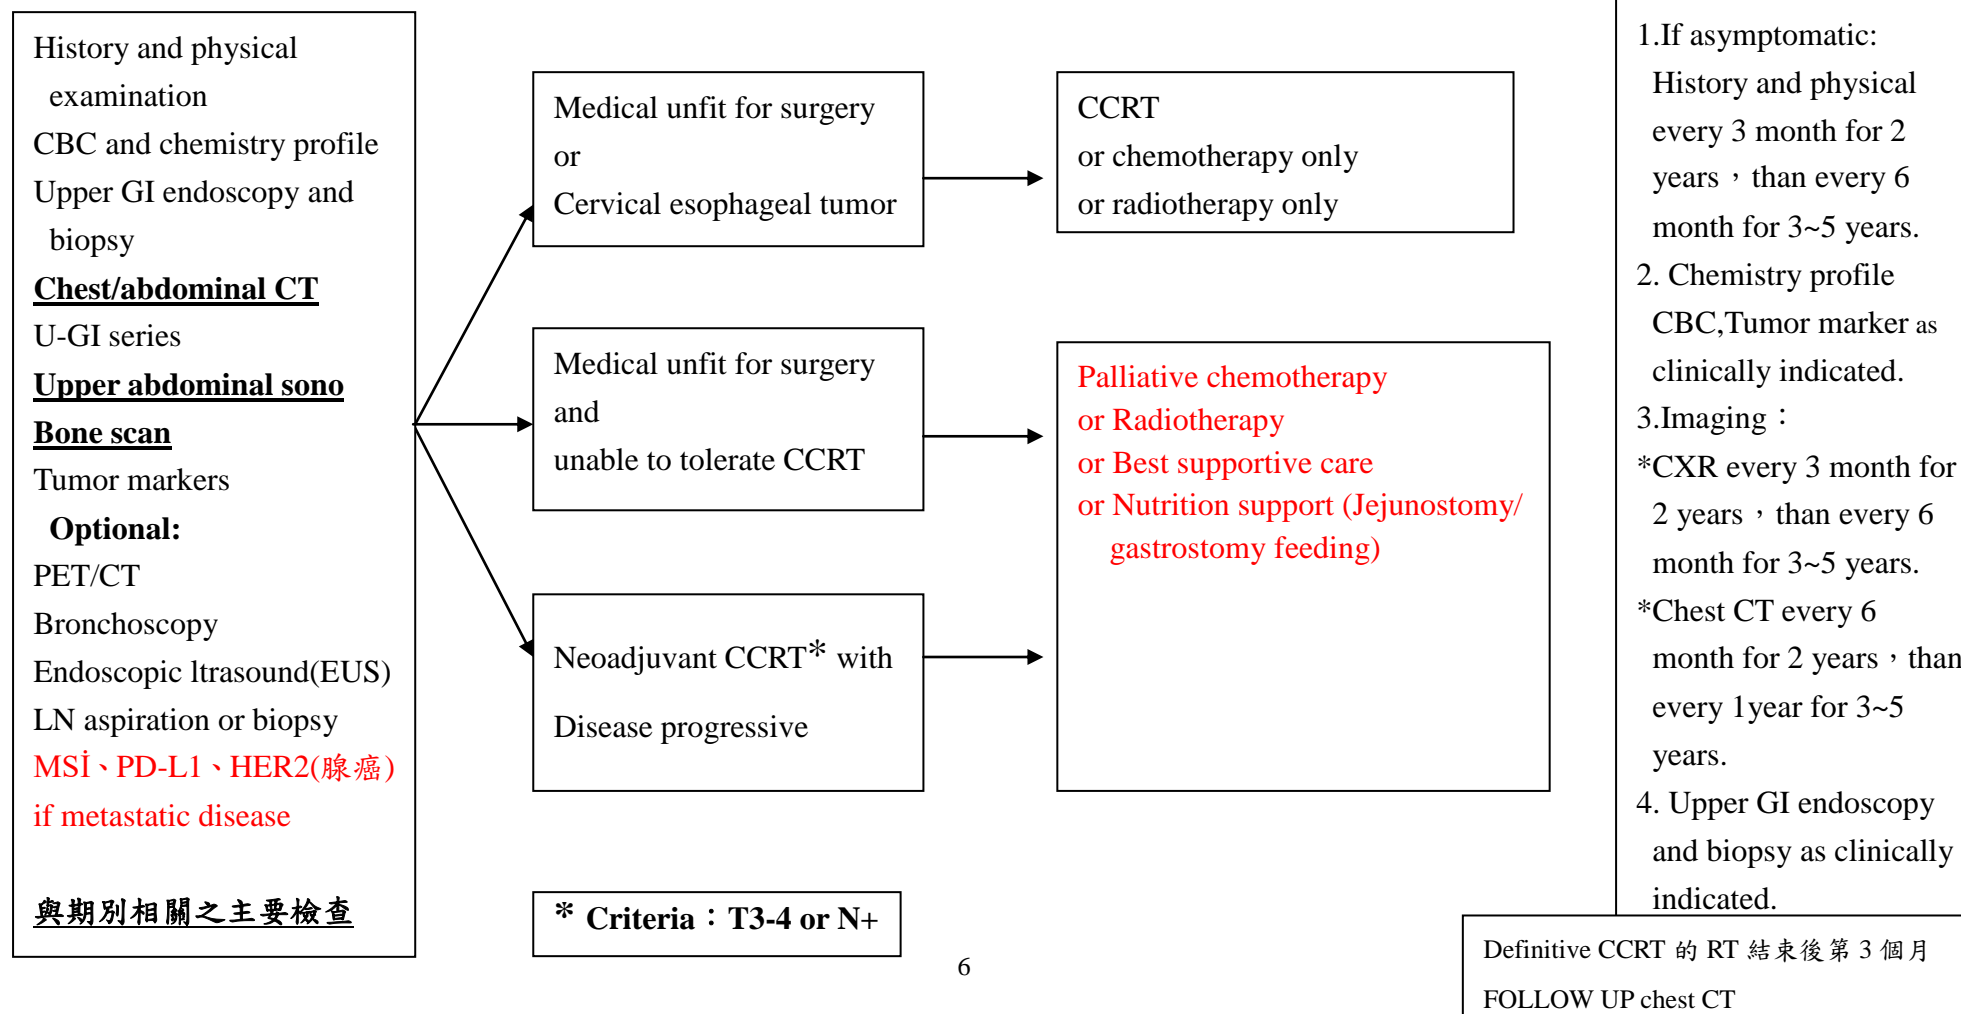 History and physical
examination
CBC and chemistry profile
Upper GI endoscopy and
biopsy
Chest/abdominal CT
U-GI series
Upper abdominal sono
Bone scan
Tumor markers
Optional:
PET/CT
Bronchoscopy
Endoscopic ltrasound(EUS)
LN aspiration or biopsy
MSİ、PD-L1、HER2(腺癌)
if metastatic disease
與期別相關之主要檢查
Medical unfit for surgery
or
Cervical esophageal tumor
Medical unfit for surgery
and
unable to tolerate CCRT
Neoadjuvant CCRT* with
Disease progressive
* Criteria：T3-4 or N+
CCRT
or chemotherapy only
or radiotherapy only
Palliative chemotherapy
or Radiotherapy
or Best supportive care
or Nutrition support (Jejunostomy/
gastrostomy feeding)
1.If asymptomatic:
History and physical
every 3 month for 2
years，than every 6
month for 3~5 years.
2. Chemistry profile
CBC,Tumor marker as
clinically indicated.
3.Imaging：
*CXR every 3 month for
2 years，than every 6
month for 3~5 years.
*Chest CT every 6
month for 2 years，than
every 1year for 3~5
years.
4. Upper GI endoscopy
and biopsy as clinically
indicated.
Definitive CCRT 的 RT 結束後第 3 個月
FOLLOW UP chest CT
6